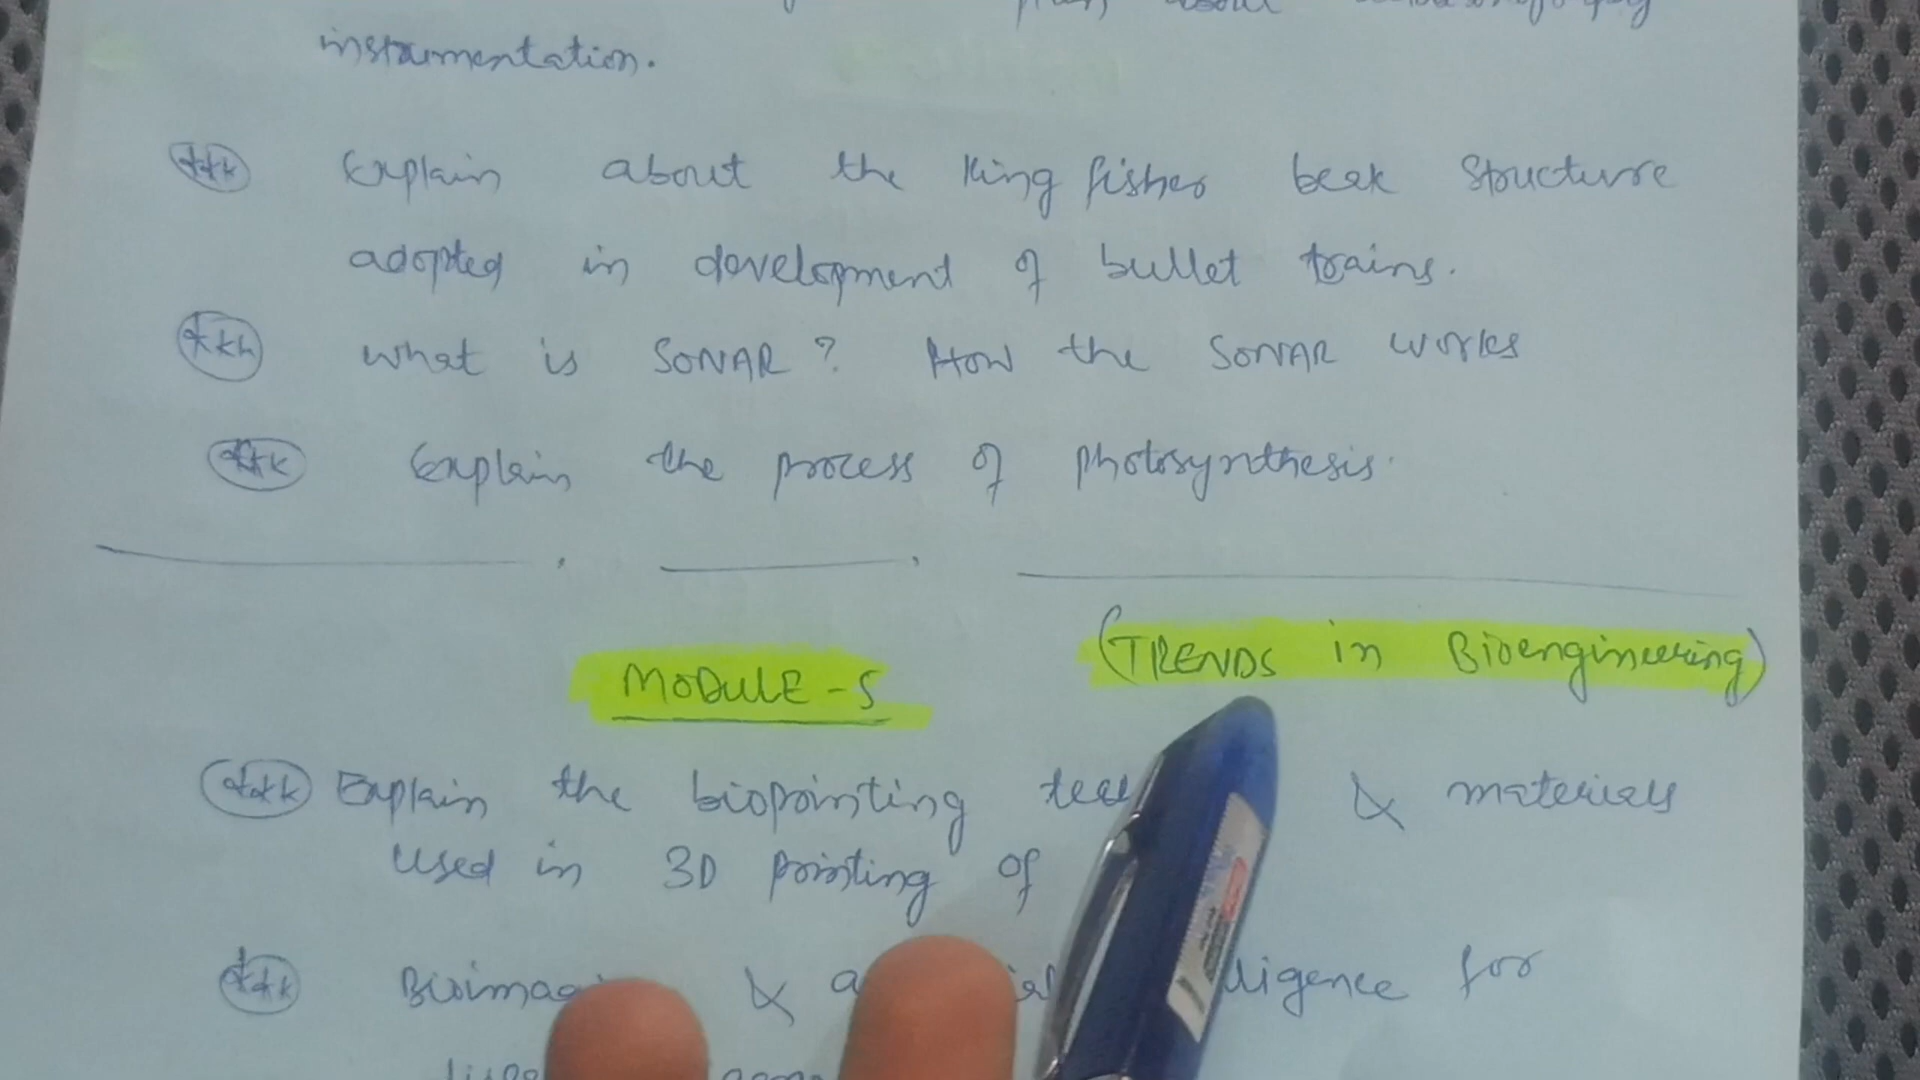 instrumentation.
*** Explain about the King fisher beak structure
adopted in development of bullet trains.
*** What is SONAR? How the SONAR works
*** Explain the process of photosynthesis.
MODULE-5 (TRENDS in Bioengineering)
*** Explain the bioprinting & materials
used in 3D printing of
*** & for